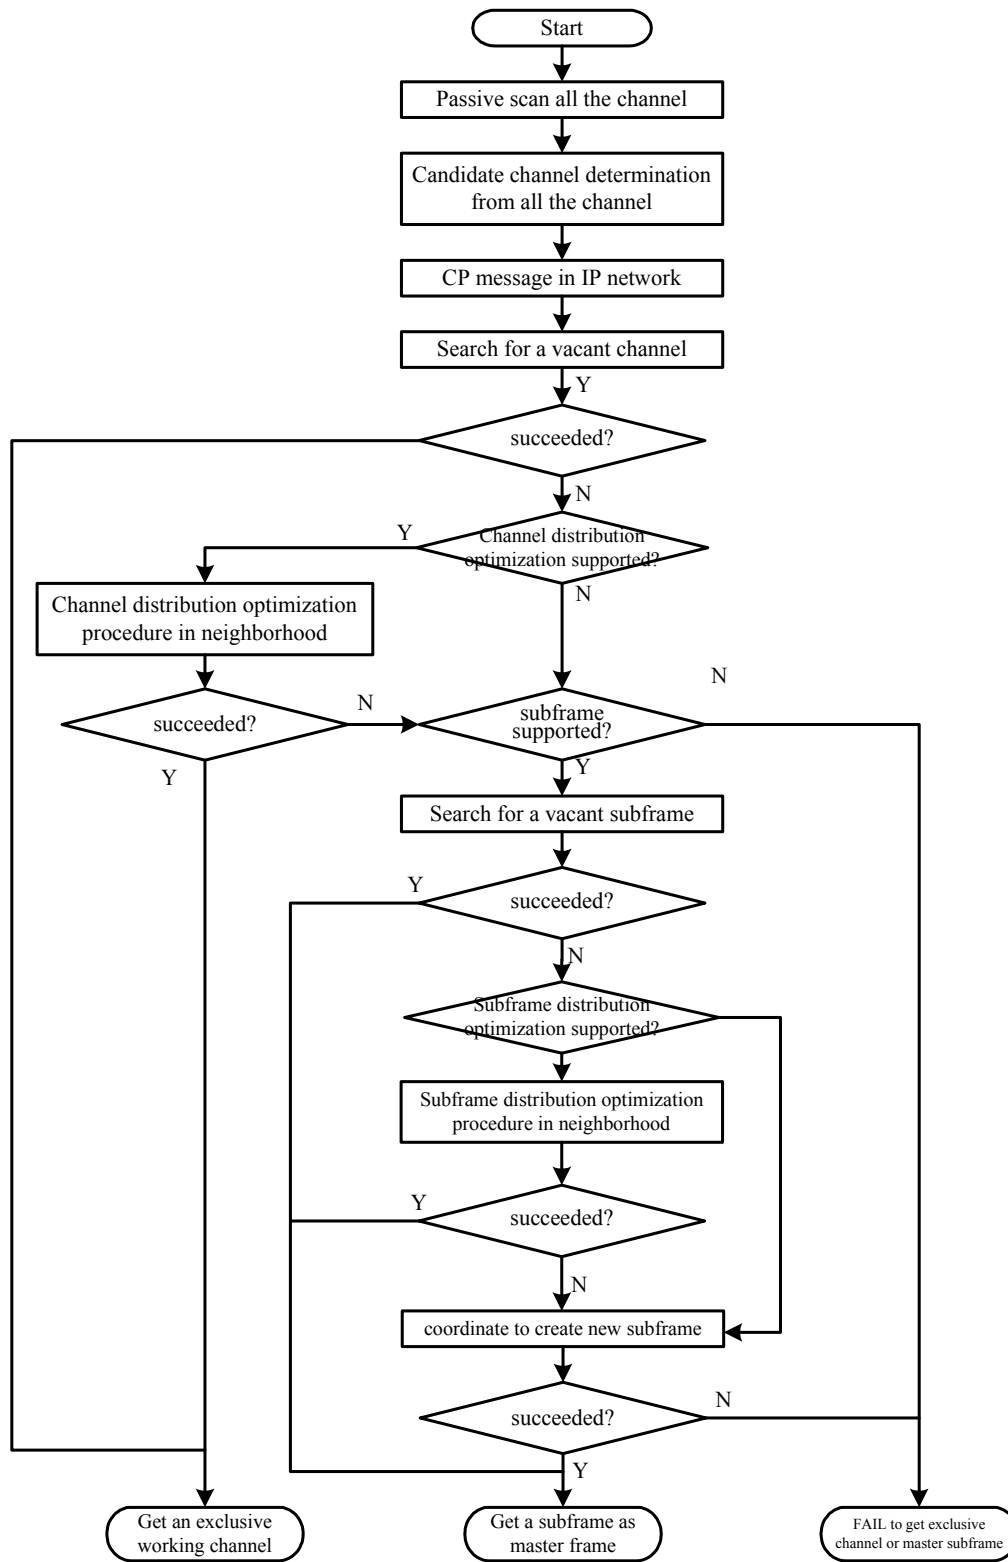 Start
Passive scan all the channel
Candidate channel determination
from all the channel
CP message in IP network
Search for a vacant channel
Y
succeeded?
N
Y
Channel distribution
optimization supported?
N
Channel distribution optimization
procedure in neighborhood
N
N
succeeded?
subframe
supported?
Y
Y
Search for a vacant subframe
Y
succeeded?
N
Subframe distribution
optimization supported?
Subframe distribution optimization
procedure in neighborhood
Y
succeeded?
N
coordinate to create new subframe
N
succeeded?
Y
Get an exclusive
working channel
Get a subframe as
master frame
FAIL to get exclusive
channel or master subframe